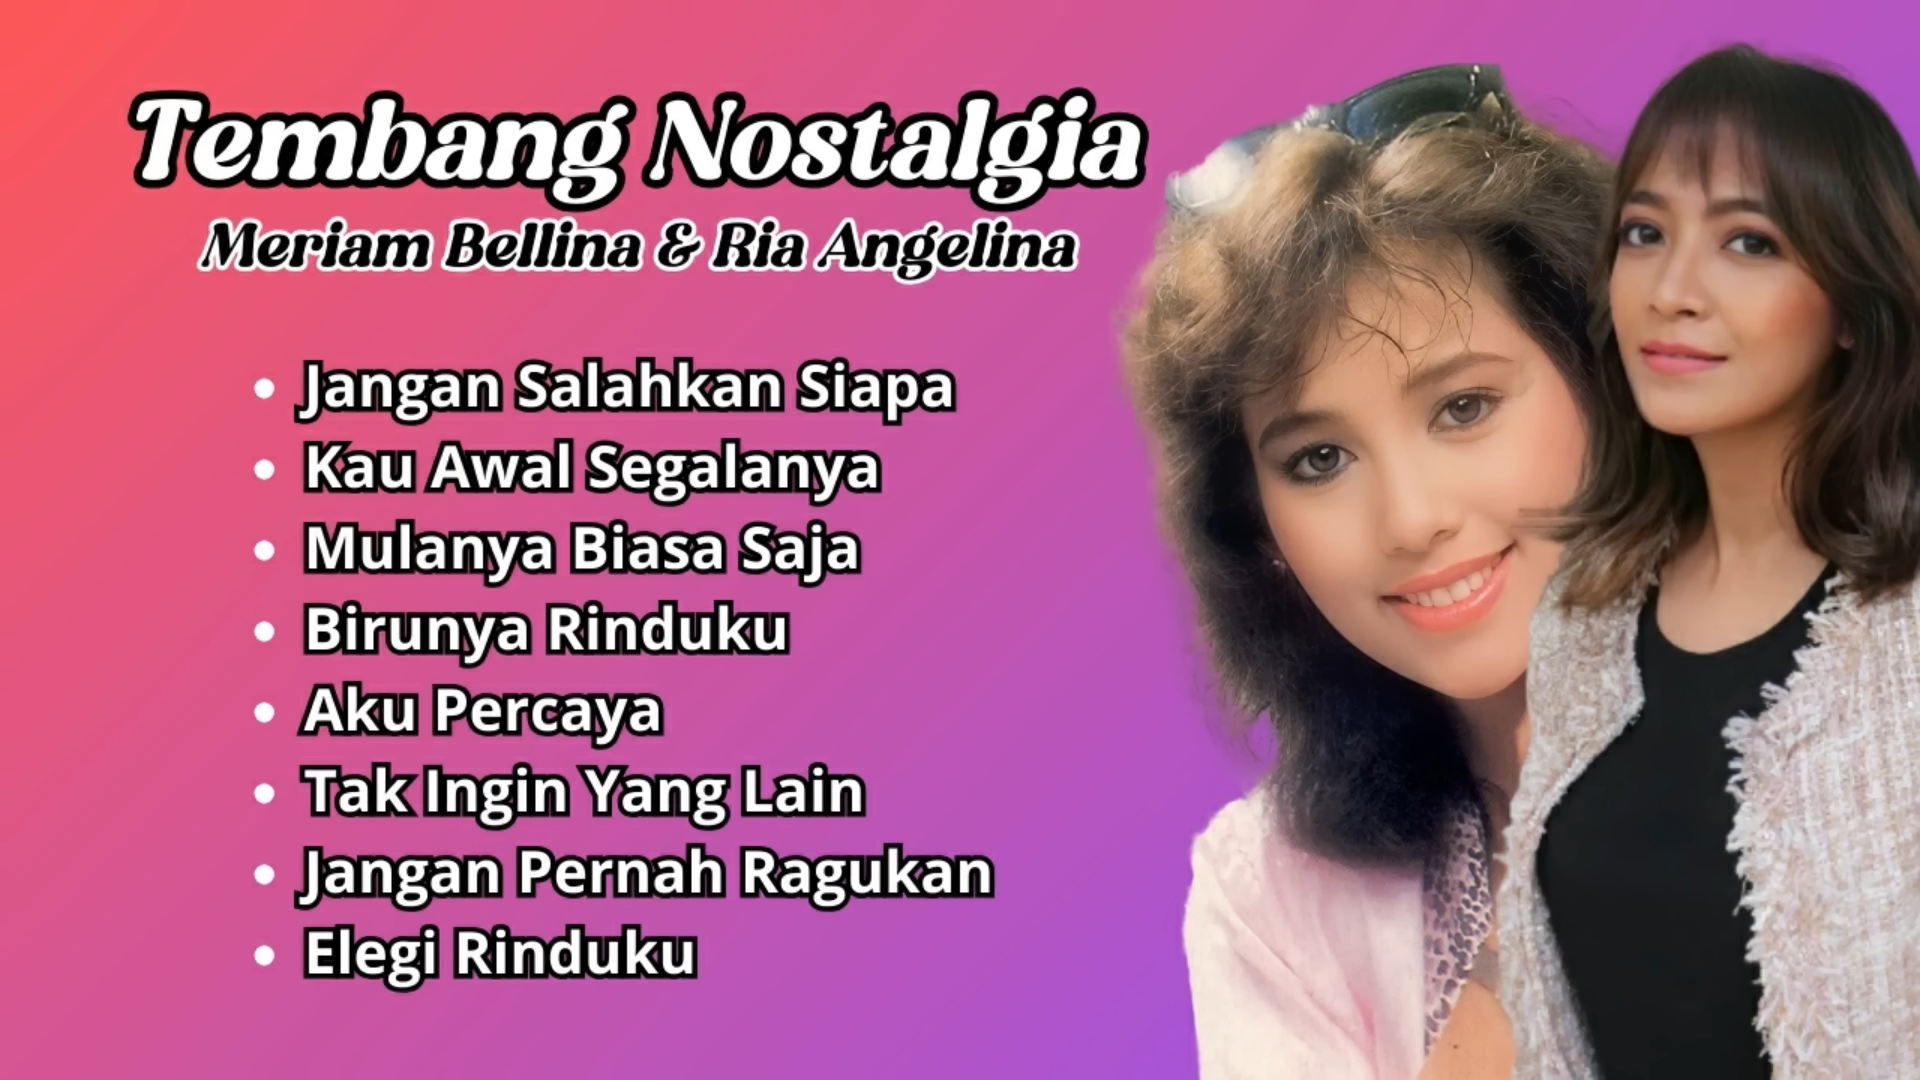 Tembang Nostalgia
Meriam Bellina & Ria Angelina
• Jangan Salahkan Siapa
• Kau Awal Segalanya
• Mulanya Biasa Saja
• Birunya Rinduku
• Aku Percaya
• Tak Ingin Yang Lain
• Jangan Pernah Ragukan
• Elegi Rinduku